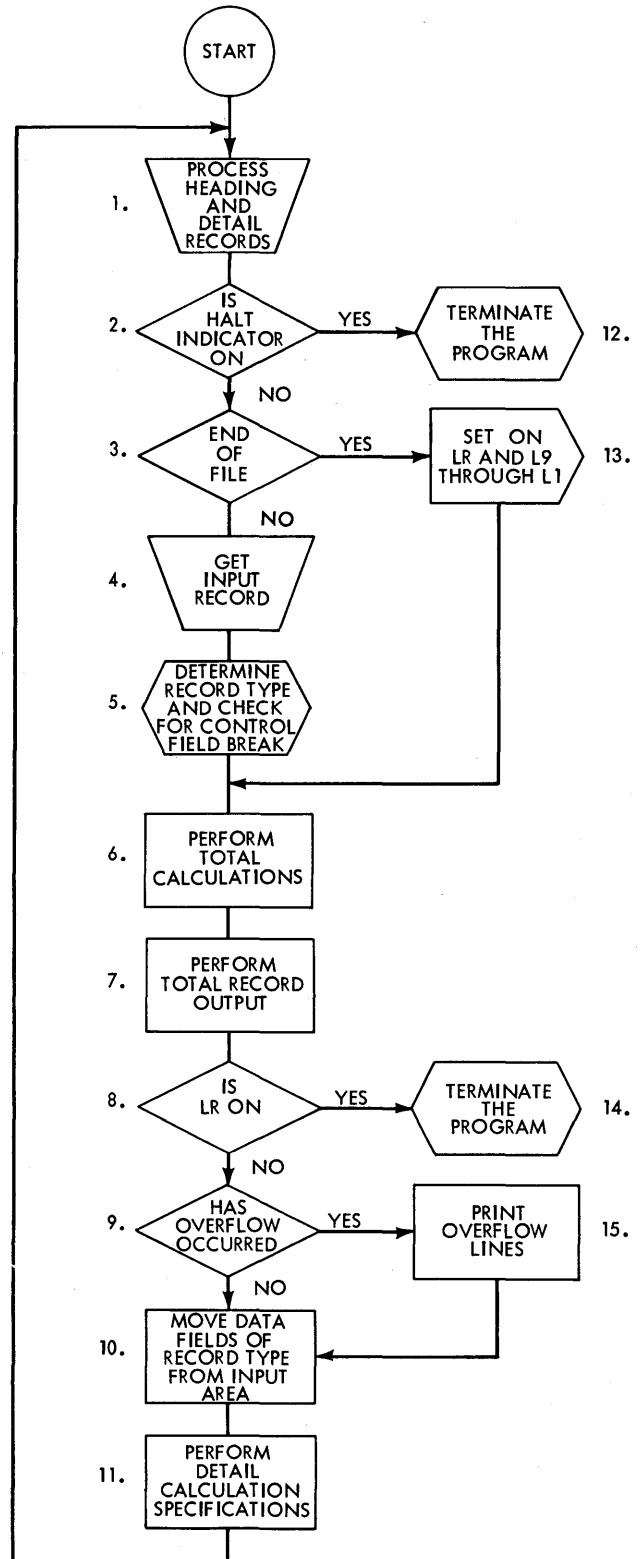 START
1.
PROCESS
HEADING
AND
DETAIL
RECORDS
2.
IS
HALT
INDICATOR
ON
YES
NO
TERMINATE
THE
PROGRAM
12.
3.
END
OF
FILE
YES
NO
SET ON
LR AND L9
THROUGH L1
13.
4.
GET
INPUT
RECORD
5.
DETERMINE
RECORD TYPE
AND CHECK
FOR CONTROL
FIELD BREAK
6.
PERFORM
TOTAL
CALCULATIONS
7.
PERFORM
TOTAL RECORD
OUTPUT
8.
IS
LR ON
YES
NO
TERMINATE
THE
PROGRAM
14.
9.
HAS
OVERFLOW
OCCURRED
YES
NO
PRINT
OVERFLOW
LINES
15.
10.
MOVE DATA
FIELDS OF
RECORD TYPE
FROM INPUT
AREA
11.
PERFORM
DETAIL
CALCULATION
SPECIFICATIONS